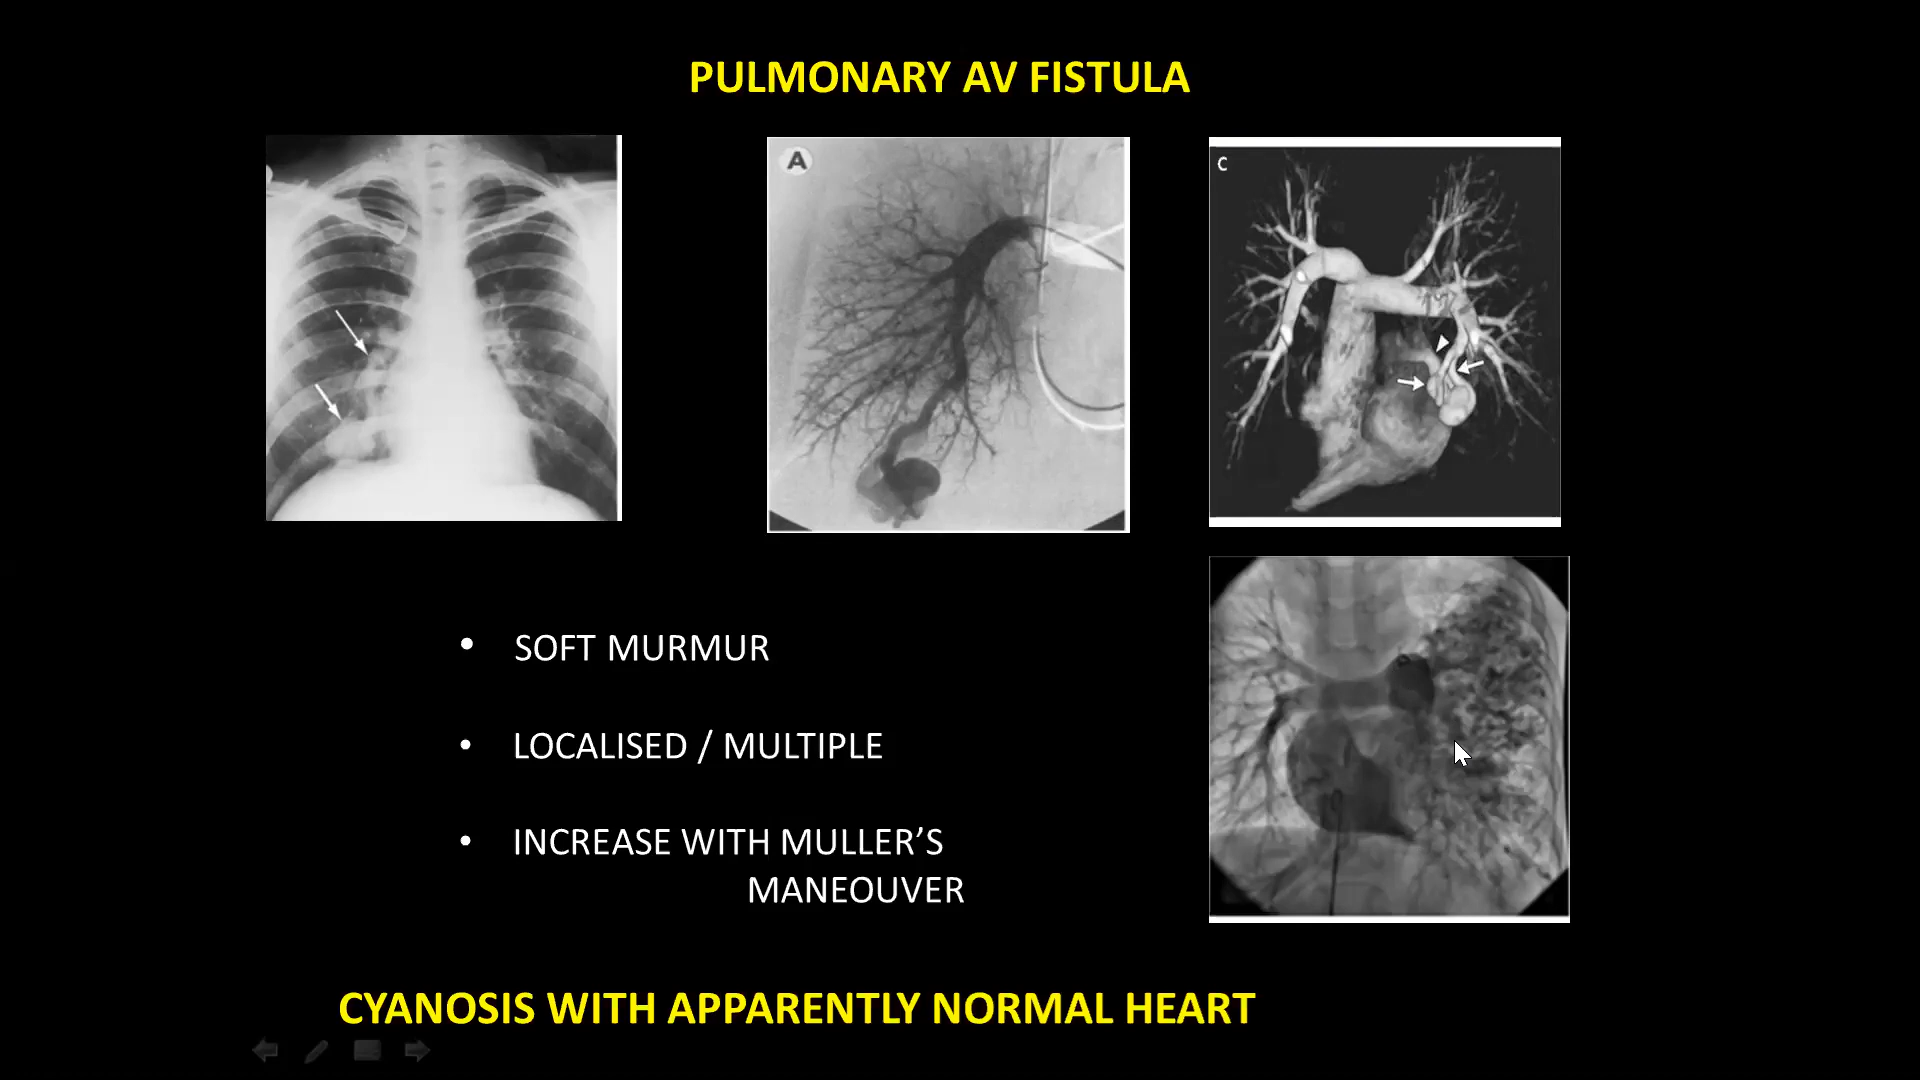 PULMONARY AV FISTULA
A
C
• SOFT MURMUR
• LOCALISED / MULTIPLE
• INCREASE WITH MULLER’S
MANEOUVER
CYANOSIS WITH APPARENTLY NORMAL HEART